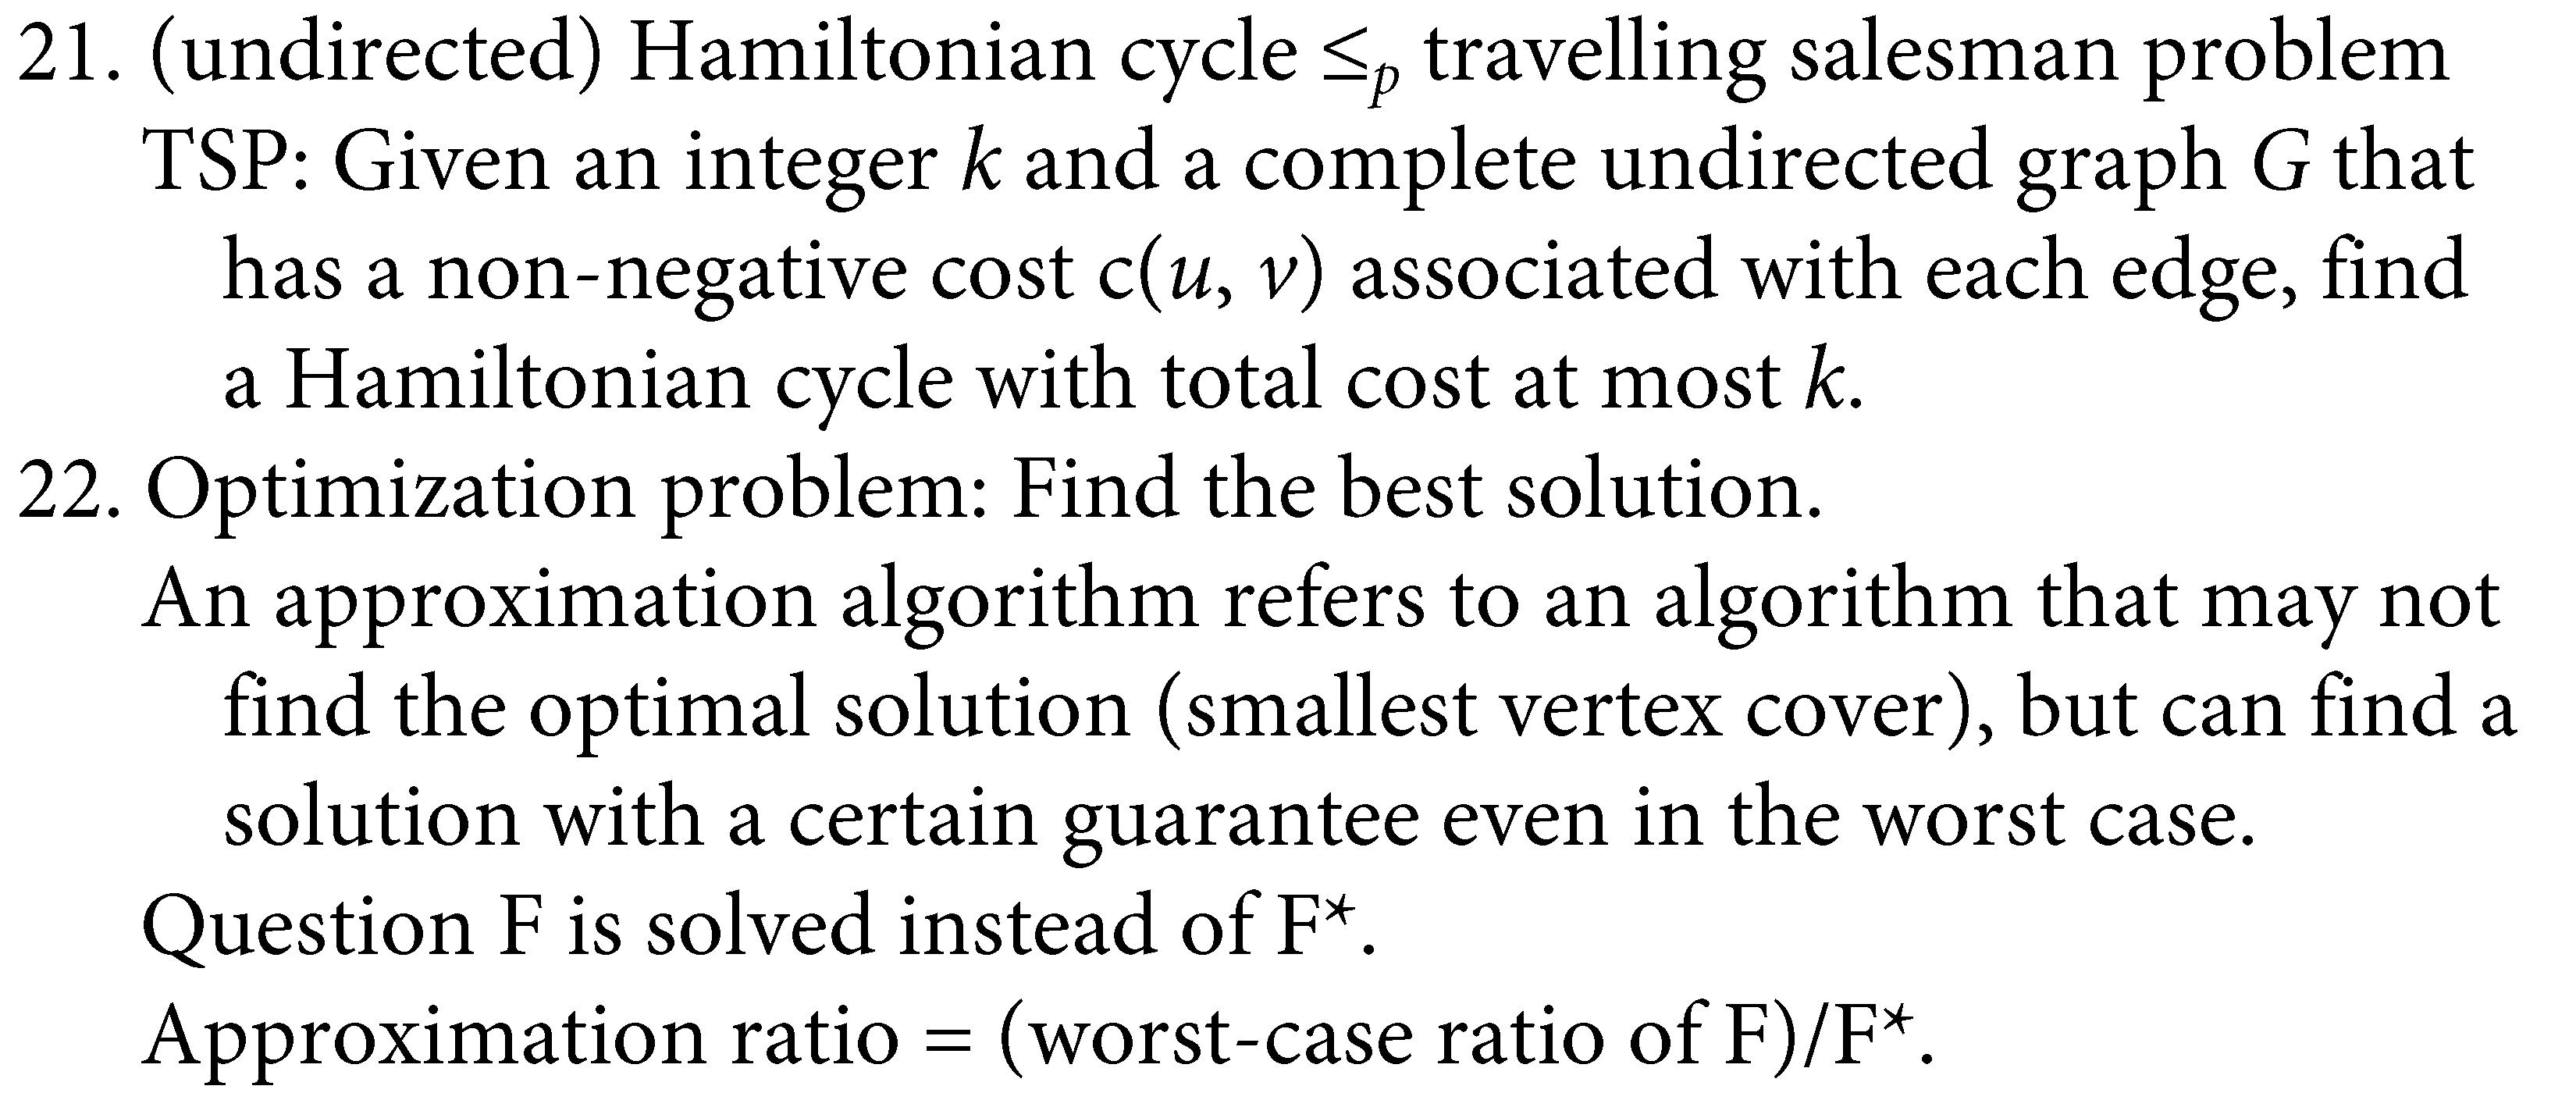 21. (undirected) Hamiltonian cycle ≤p travelling salesman problem
TSP: Given an integer k and a complete undirected graph G that
has a non-negative cost c(u, v) associated with each edge, find
a Hamiltonian cycle with total cost at most k.
22. Optimization problem: Find the best solution.
An approximation algorithm refers to an algorithm that may not
find the optimal solution (smallest vertex cover), but can find a
solution with a certain guarantee even in the worst case.
Question F is solved instead of F*.
Approximation ratio = (worst-case ratio of F)/F*.